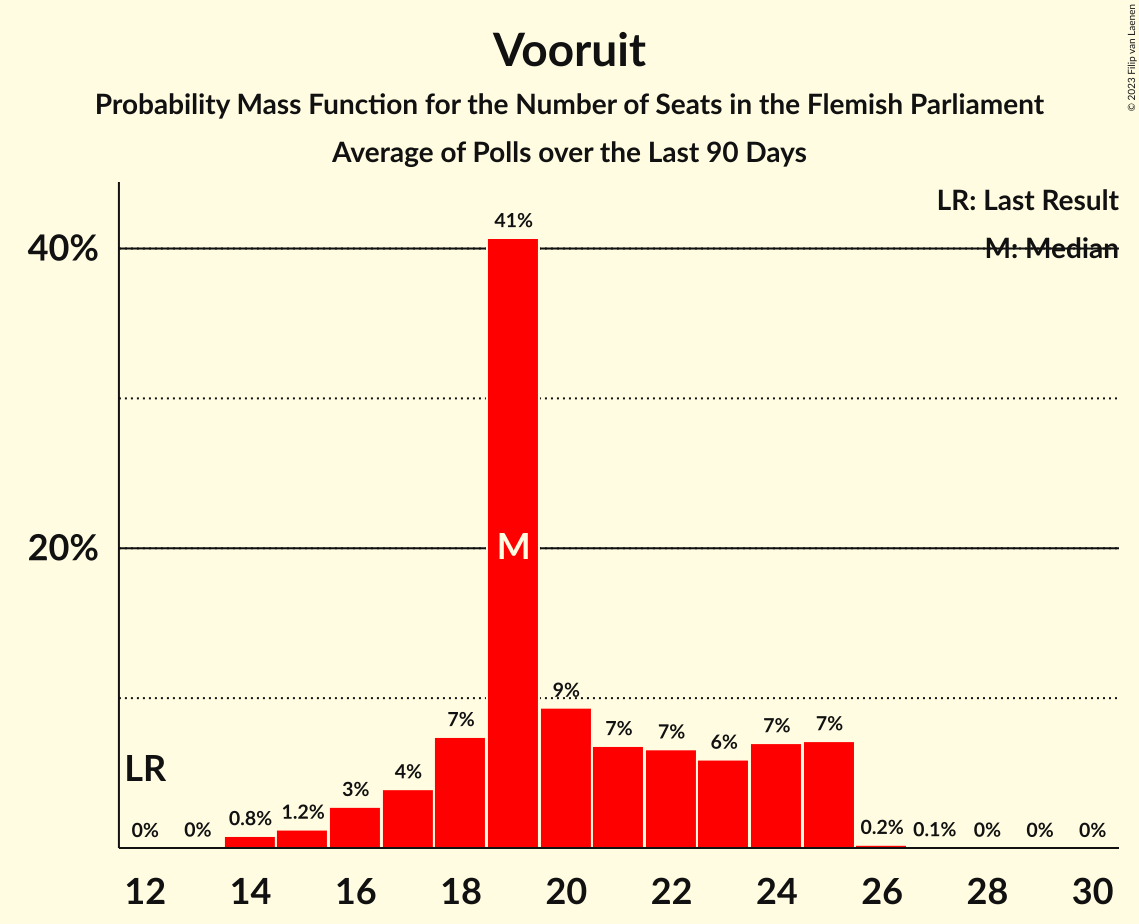 Vooruit
Probability Mass Function for the Number of Seats in the Flemish Parliament
Average of Polls over the Last 90 Days
© 2023 Filip van Laenen
LR: Last Result
M: Median
40%
20%
41%
M
LR
0%
0%
0.8%
1.2%
3%
4%
7%
9%
7%
7%
6%
7%
7%
0.2%
0.1%
0%
0%
0%
12 14 16 18 20 22 24 26 28 30